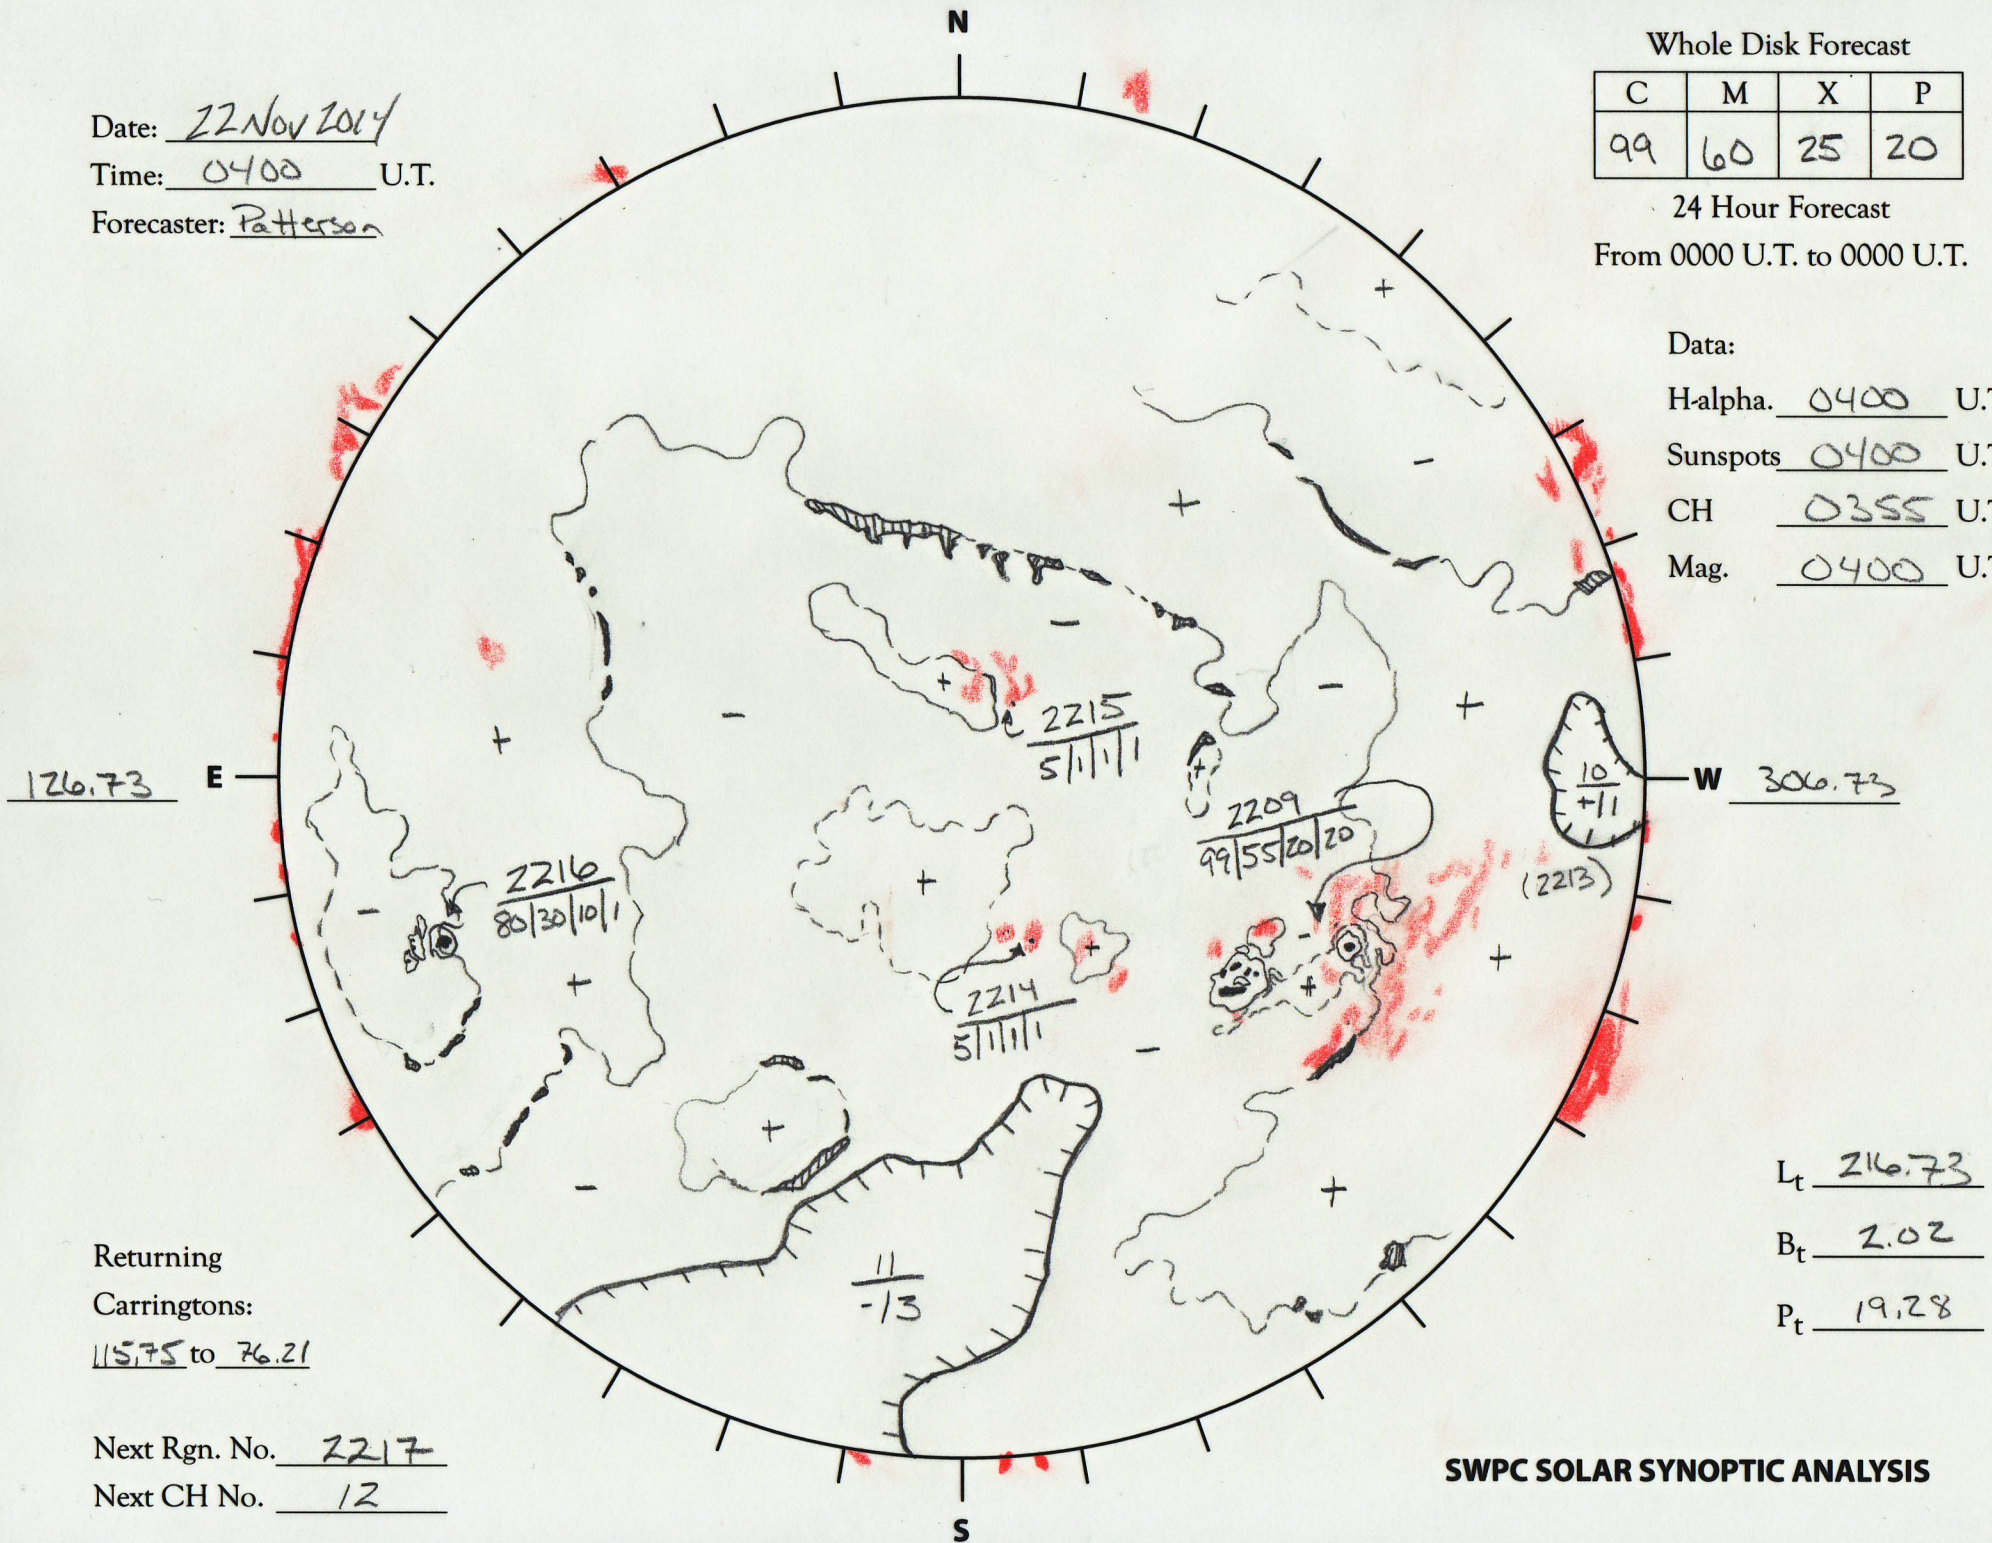 N
Date: 22 Nov 2014
Time: 0400 U.T.
Forecaster: Patterson
Whole Disk Forecast
C M X P
99 60 25 20
24 Hour Forecast
From 0000 U.T. to 0000 U.T.
Data:
H-alpha. 0400 U.T
Sunspots 0400 U.T
CH 0355 U.T
Mag. 0400 U.T
+
-
+
-
+
-
+
-
+
2215
5/1/1/1
+
126.73 E
W 306.73
10
+/1
+
2209
99/55/20/20
2216
80/30/10/1
(2213)
-
+
-
+
+
+
+
2214
5/1/1/1
-
+
-
+
Lt 216.73
Bt 2.02
Pt 19.28
11
-/3
Returning
Carringtons:
115.75 to 76.21
Next Rgn. No. 2217
Next CH No. 12
SWPC SOLAR SYNOPTIC ANALYSIS
S